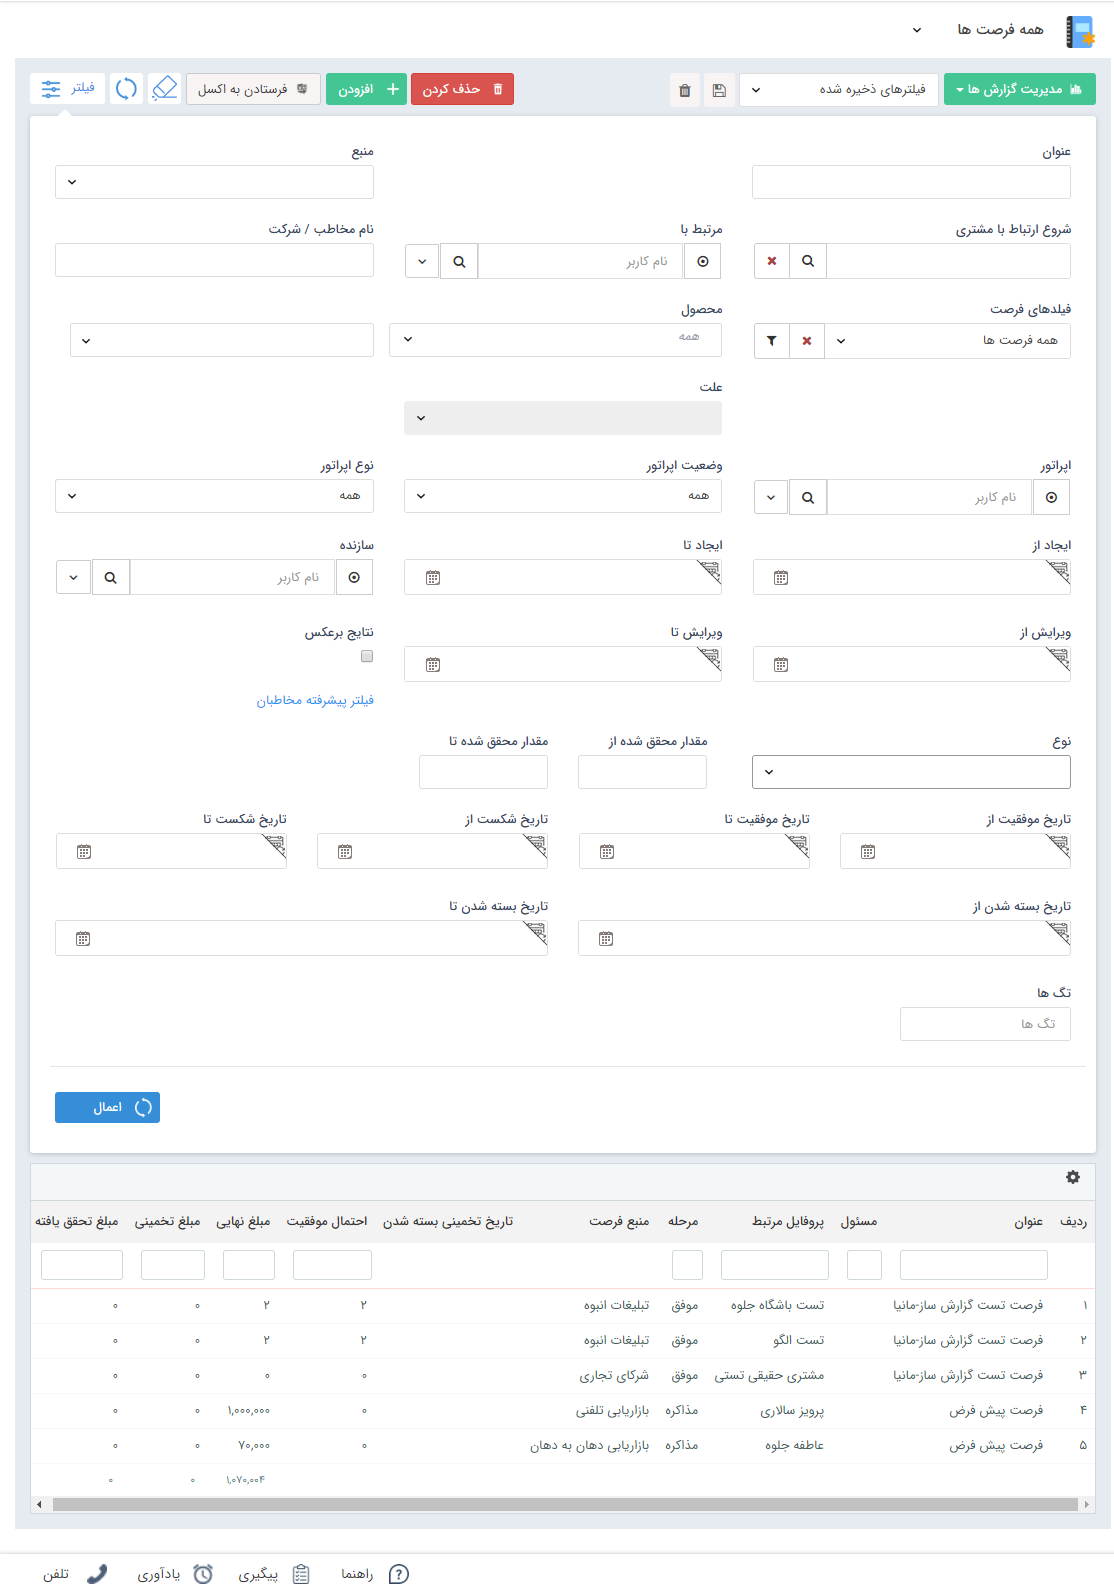 همه فرصت ها
مدیریت گزارش ها
فیلترهای ذخیره شده
حذف کردن
افزودن
فرستادن به اکسل
فیلتر
عنوان
منبع
شروع ارتباط با مشتری
مرتبط با
نام مخاطب / شرکت
نام کاربر
فیلدهای فرصت
محصول
همه فرصت ها
همه
علت
اپراتور
وضعیت اپراتور
نوع اپراتور
نام کاربر
همه
همه
ایجاد از
ایجاد تا
سازنده
نام کاربر
ویرایش از
ویرایش تا
نتایج برعکس
فیلتر پیشرفته مخاطبان
نوع
مقدار محقق شده از
مقدار محقق شده تا
تاریخ موفقیت از
تاریخ موفقیت تا
تاریخ شکست از
تاریخ شکست تا
تاریخ بسته شدن از
تاریخ بسته شدن تا
تگ ها
تگ ها
اعمال
ردیف عنوان مسئول پروفایل مرتبط مرحله منبع فرصت تاریخ تخمینی بسته شدن احتمال موفقیت مبلغ نهایی مبلغ تخمینی مبلغ تحقق یافته
۱ فرصت تست گزارش ساز-مانیا تست باشگاه جلوه موفق تبلیغات انبوه ۲ ۲ ۰ ۰
۲ فرصت تست گزارش ساز-مانیا تست الگو موفق تبلیغات انبوه ۲ ۲ ۰ ۰
۳ فرصت تست گزارش ساز-مانیا مشتری حقیقی تستی موفق شرکای تجاری ۰ ۰ ۰ ۰
۴ فرصت پیش فرض پرویز سالاری مذاکره بازاریابی تلفنی ۰ ۱,۰۰۰,۰۰۰ ۰ ۰
۵ فرصت پیش فرض عاطفه جلوه مذاکره بازاریابی دهان به دهان ۰ ۷۰,۰۰۰ ۰ ۰
۱,۰۷۰,۰۰۴ ۰ ۰
راهنما
پیگیری
یادآوری
تلفن